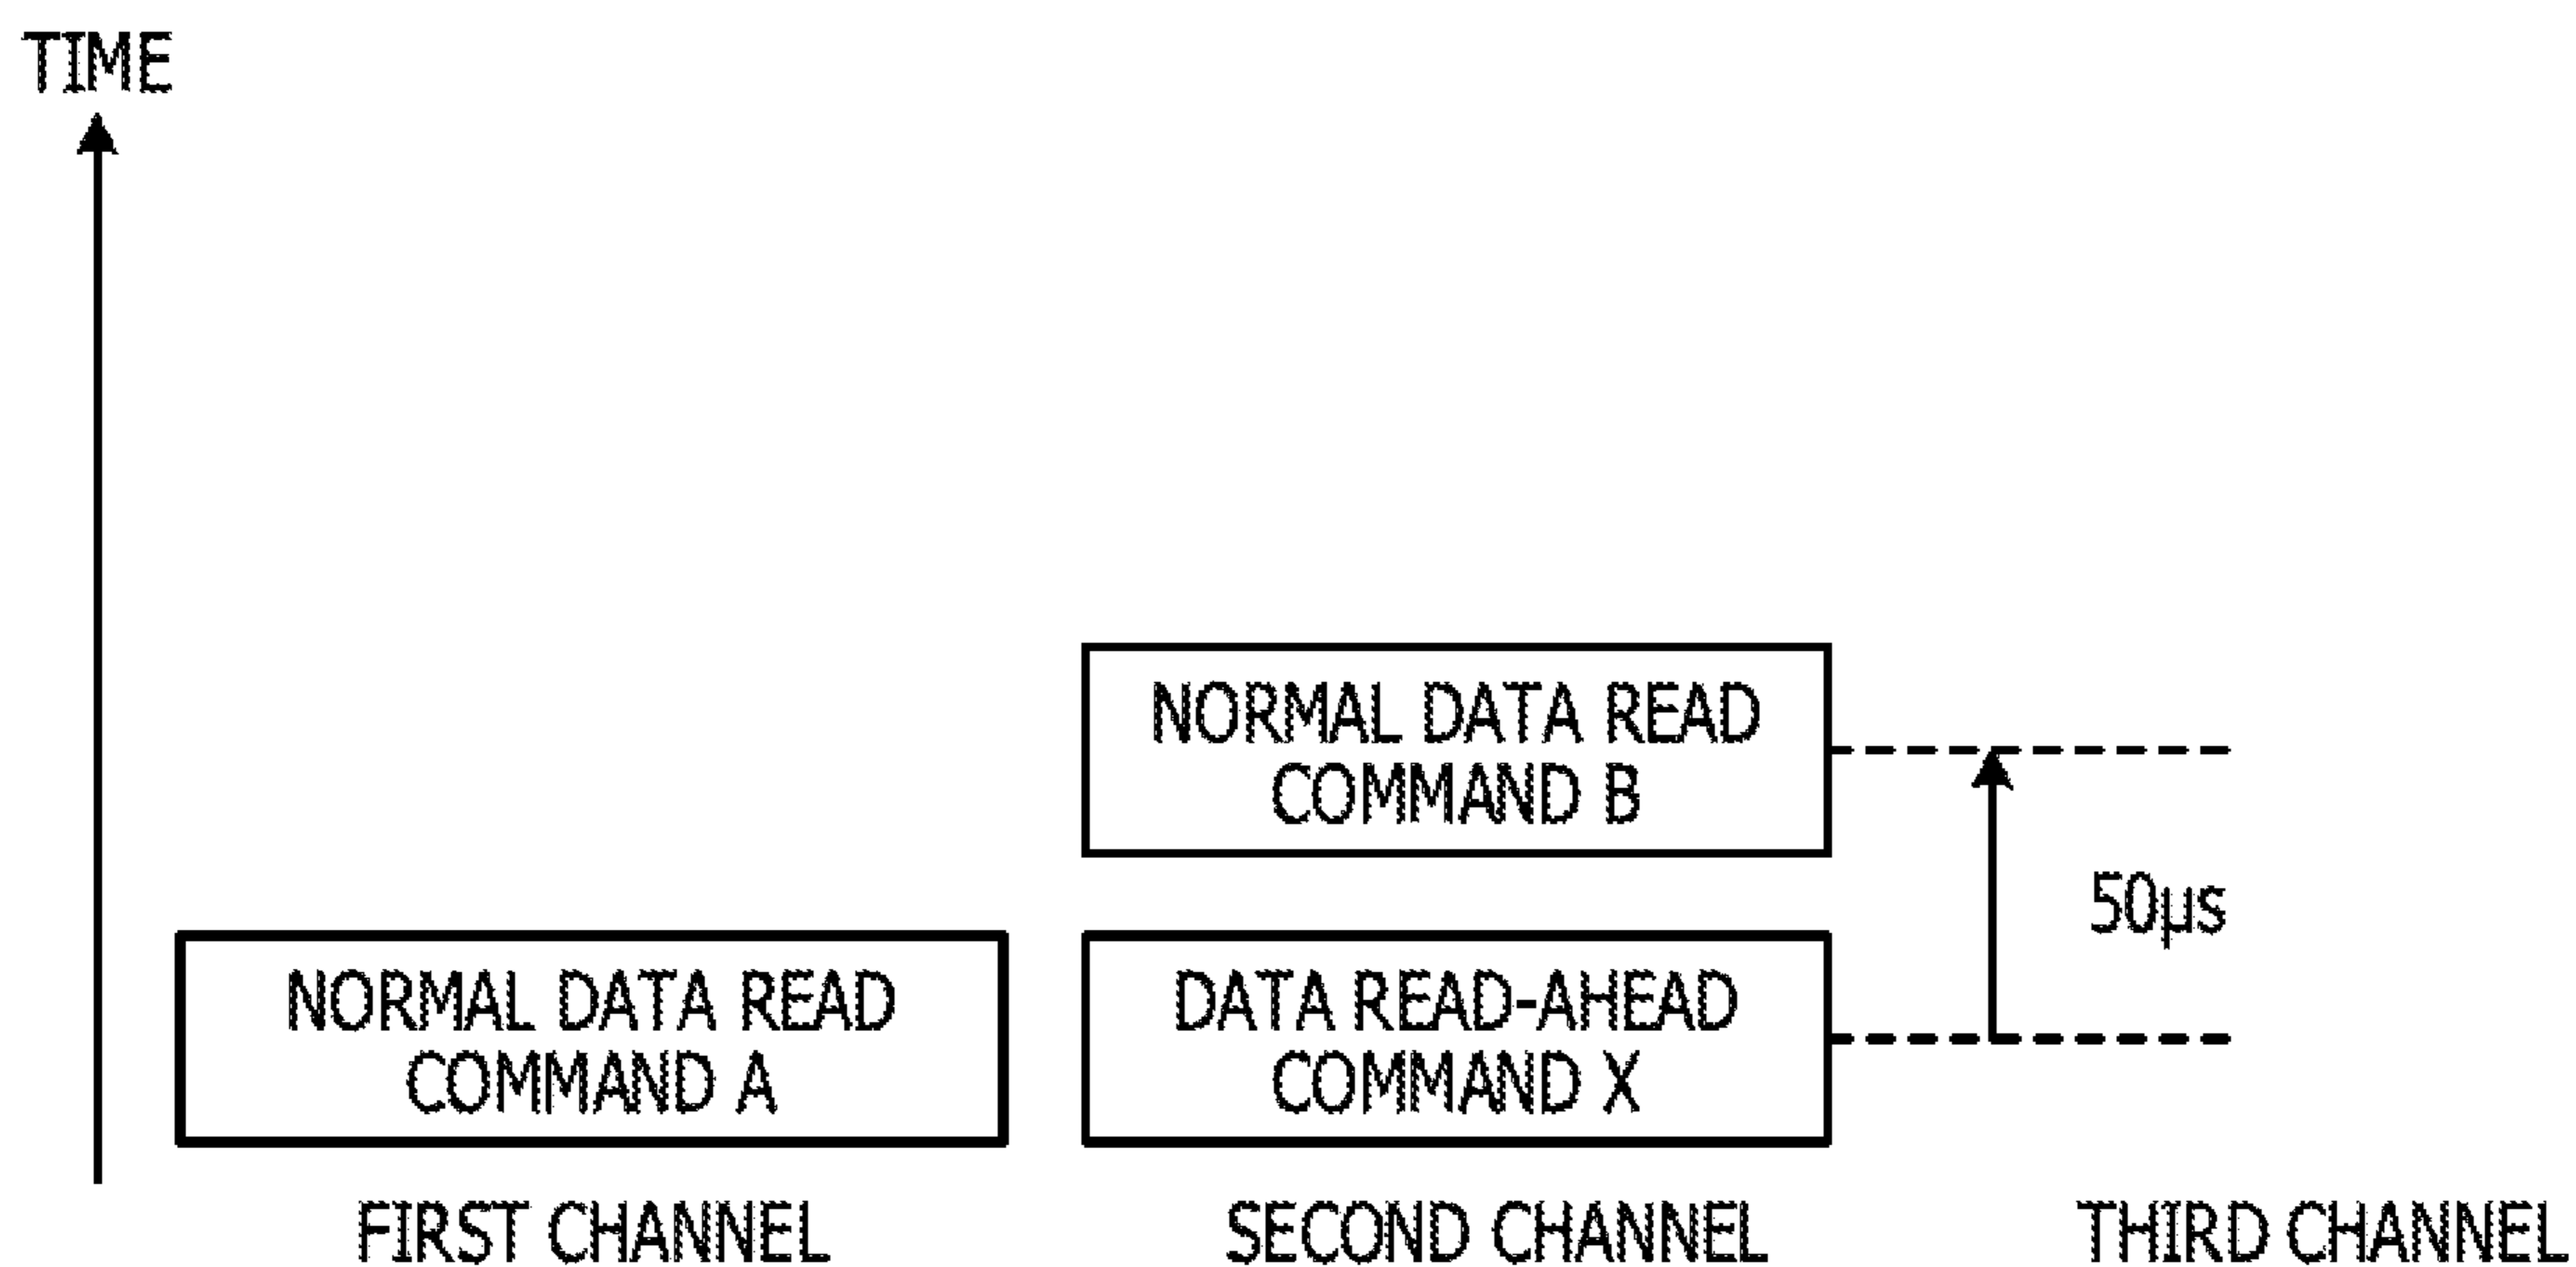 TIME
NORMAL DATA READ
COMMAND B
50µs
NORMAL DATA READ
COMMAND A
DATA READ-AHEAD
COMMAND X
FIRST CHANNEL
SECOND CHANNEL
THIRD CHANNEL